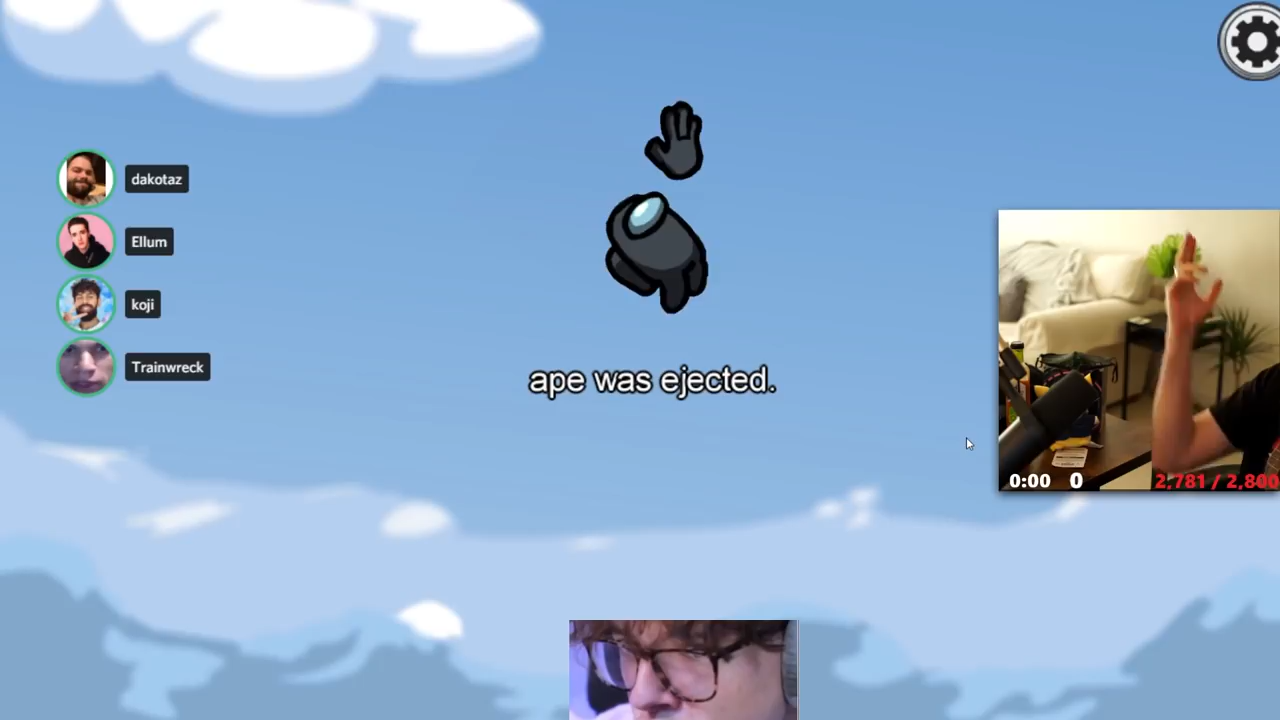 dakotaz
Ellum
koji
Trainwreck
ape was ejected.
0:00 0 2,781 / 2,800